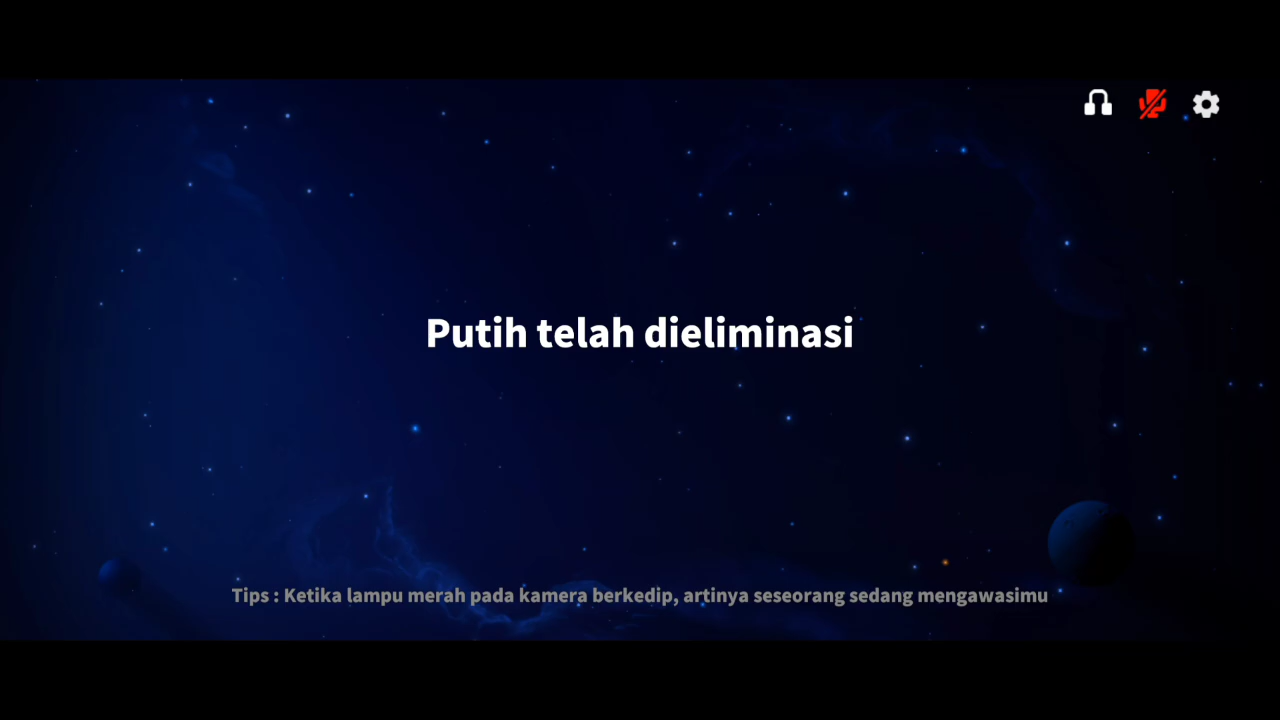 Putih telah dieliminasi
Tips : Ketika lampu merah pada kamera berkedip, artinya seseorang sedang mengawasimu